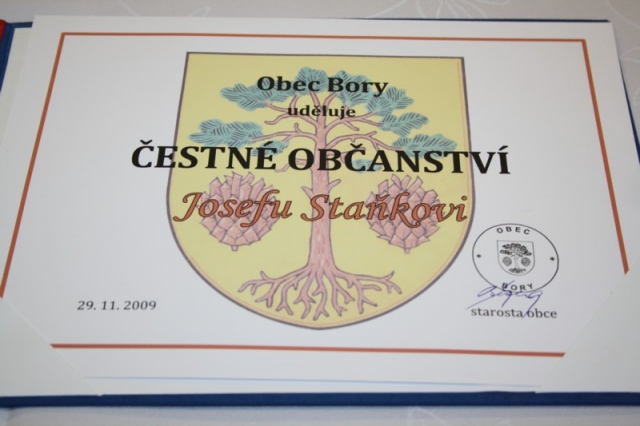 Obec Bory
uděluje
ČESTNÉ OBČANSTVÍ
Josefu Staňkovi
OBEC
BORY
29. 11. 2009
starosta obce